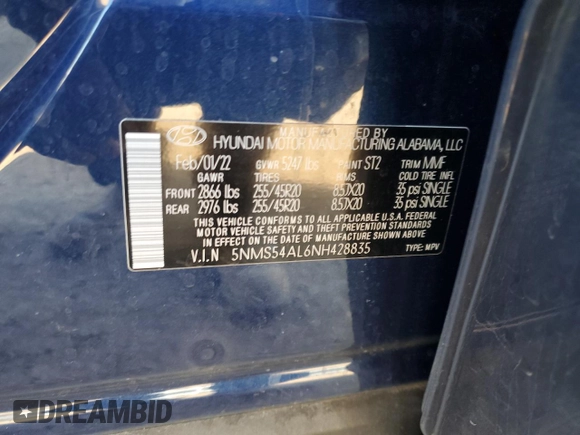 MANUFACTURED BY
HYUNDAI MOTOR MANUFACTURING ALABAMA, LLC
Feb/01/22 GVWR 5247 lbs PAINT ST2 TRIM MMF
GAWR TIRES RIMS COLD TIRE INFL
FRONT 2866 lbs 255/45R20 8.5JX20 35 psi SINGLE
REAR 2976 lbs 255/45R20 8.5JX20 35 psi SINGLE
THIS VEHICLE CONFORMS TO ALL APPLICABLE U.S.A. FEDERAL
MOTOR VEHICLE SAFETY AND THEFT PREVENTION STANDARDS
IN EFFECT ON THE DATE OF MANUFACTURE SHOWN ABOVE.
V.I.N 5NMS54AL6NH428835 TYPE: MPV
DREAMBID